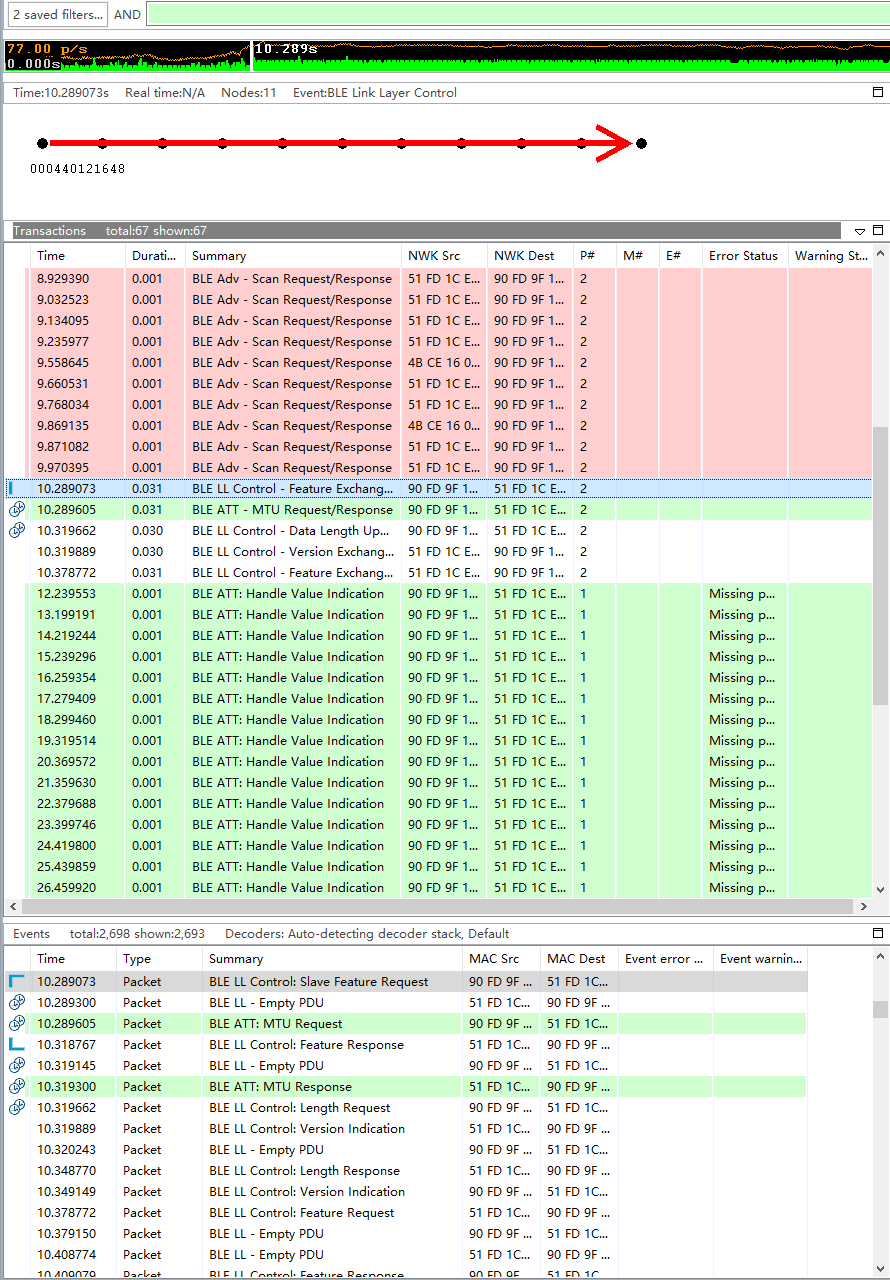 2 saved filters... AND
77.00 p/s 10.289s
0.000s
Time:10.289073s Real time:N/A Nodes:11 Event:BLE Link Layer Control
000440121648
Transactions total:67 shown:67
Time Durati... Summary NWK Src NWK Dest P# M# E# Error Status Warning St...
8.929390 0.001 BLE Adv - Scan Request/Response 51 FD 1C E... 90 FD 9F 1... 2
9.032523 0.001 BLE Adv - Scan Request/Response 51 FD 1C E... 90 FD 9F 1... 2
9.134095 0.001 BLE Adv - Scan Request/Response 51 FD 1C E... 90 FD 9F 1... 2
9.235977 0.001 BLE Adv - Scan Request/Response 51 FD 1C E... 90 FD 9F 1... 2
9.558645 0.001 BLE Adv - Scan Request/Response 4B CE 16 0... 90 FD 9F 1... 2
9.660531 0.001 BLE Adv - Scan Request/Response 51 FD 1C E... 90 FD 9F 1... 2
9.768034 0.001 BLE Adv - Scan Request/Response 51 FD 1C E... 90 FD 9F 1... 2
9.869135 0.001 BLE Adv - Scan Request/Response 4B CE 16 0... 90 FD 9F 1... 2
9.871082 0.001 BLE Adv - Scan Request/Response 51 FD 1C E... 90 FD 9F 1... 2
9.970395 0.001 BLE Adv - Scan Request/Response 51 FD 1C E... 90 FD 9F 1... 2
10.289073 0.031 BLE LL Control - Feature Exchang... 90 FD 9F 1... 51 FD 1C E... 2
10.289605 0.031 BLE ATT - MTU Request/Response 90 FD 9F 1... 51 FD 1C E... 2
10.319662 0.030 BLE LL Control - Data Length Up... 90 FD 9F 1... 51 FD 1C E... 2
10.319889 0.030 BLE LL Control - Version Exchang... 51 FD 1C E... 90 FD 9F 1... 2
10.378772 0.031 BLE LL Control - Feature Exchang... 51 FD 1C E... 90 FD 9F 1... 2
12.239553 0.001 BLE ATT: Handle Value Indication 90 FD 9F 1... 51 FD 1C E... 1 Missing p...
13.199191 0.001 BLE ATT: Handle Value Indication 90 FD 9F 1... 51 FD 1C E... 1 Missing p...
14.219244 0.001 BLE ATT: Handle Value Indication 90 FD 9F 1... 51 FD 1C E... 1 Missing p...
15.239296 0.001 BLE ATT: Handle Value Indication 90 FD 9F 1... 51 FD 1C E... 1 Missing p...
16.259354 0.001 BLE ATT: Handle Value Indication 90 FD 9F 1... 51 FD 1C E... 1 Missing p...
17.279409 0.001 BLE ATT: Handle Value Indication 90 FD 9F 1... 51 FD 1C E... 1 Missing p...
18.299460 0.001 BLE ATT: Handle Value Indication 90 FD 9F 1... 51 FD 1C E... 1 Missing p...
19.319514 0.001 BLE ATT: Handle Value Indication 90 FD 9F 1... 51 FD 1C E... 1 Missing p...
20.369572 0.001 BLE ATT: Handle Value Indication 90 FD 9F 1... 51 FD 1C E... 1 Missing p...
21.359630 0.001 BLE ATT: Handle Value Indication 90 FD 9F 1... 51 FD 1C E... 1 Missing p...
22.379688 0.001 BLE ATT: Handle Value Indication 90 FD 9F 1... 51 FD 1C E... 1 Missing p...
23.399746 0.001 BLE ATT: Handle Value Indication 90 FD 9F 1... 51 FD 1C E... 1 Missing p...
24.419800 0.001 BLE ATT: Handle Value Indication 90 FD 9F 1... 51 FD 1C E... 1 Missing p...
25.439859 0.001 BLE ATT: Handle Value Indication 90 FD 9F 1... 51 FD 1C E... 1 Missing p...
26.459920 0.001 BLE ATT: Handle Value Indication 90 FD 9F 1... 51 FD 1C E... 1 Missing p...
Events total:2,698 shown:2,693 Decoders: Auto-detecting decoder stack, Default
Time Type Summary MAC Src MAC Dest Event error ... Event warnin...
10.289073 Packet BLE LL Control: Slave Feature Request 90 FD 9F ... 51 FD 1C...
10.289300 Packet BLE LL - Empty PDU 51 FD 1C... 90 FD 9F ...
10.289605 Packet BLE ATT: MTU Request 90 FD 9F ... 51 FD 1C...
10.318767 Packet BLE LL Control: Feature Response 51 FD 1C... 90 FD 9F ...
10.319145 Packet BLE LL - Empty PDU 90 FD 9F ... 51 FD 1C...
10.319300 Packet BLE ATT: MTU Response 51 FD 1C... 90 FD 9F ...
10.319662 Packet BLE LL Control: Length Request 90 FD 9F ... 51 FD 1C...
10.319889 Packet BLE LL Control: Version Indication 51 FD 1C... 90 FD 9F ...
10.320243 Packet BLE LL - Empty PDU 90 FD 9F ... 51 FD 1C...
10.348770 Packet BLE LL Control: Length Response 51 FD 1C... 90 FD 9F ...
10.349149 Packet BLE LL Control: Version Indication 90 FD 9F ... 51 FD 1C...
10.378772 Packet BLE LL Control: Feature Request 51 FD 1C... 90 FD 9F ...
10.379150 Packet BLE LL - Empty PDU 90 FD 9F ... 51 FD 1C...
10.408774 Packet BLE LL - Empty PDU 51 FD 1C... 90 FD 9F ...
10.409079 Packet BLE LL Control: Feature Response 90 FD 9F ... 51 FD 1C...